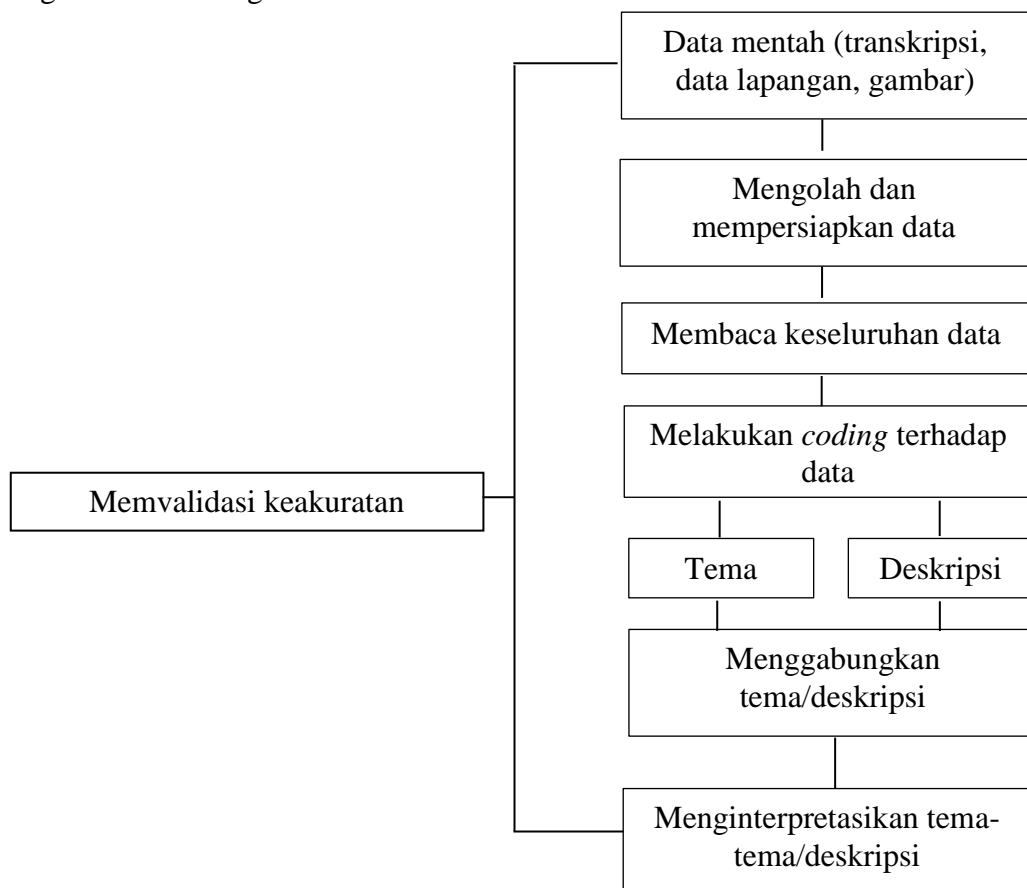 Data mentah (transkripsi,
data lapangan, gambar)
Mengolah dan
mempersiapkan data
Membaca keseluruhan data
Melakukan coding terhadap
data
Memvalidasi keakuratan
Tema
Deskripsi
Menggabungkan
tema/deskripsi
Menginterpretasikan tema-
tema/deskripsi